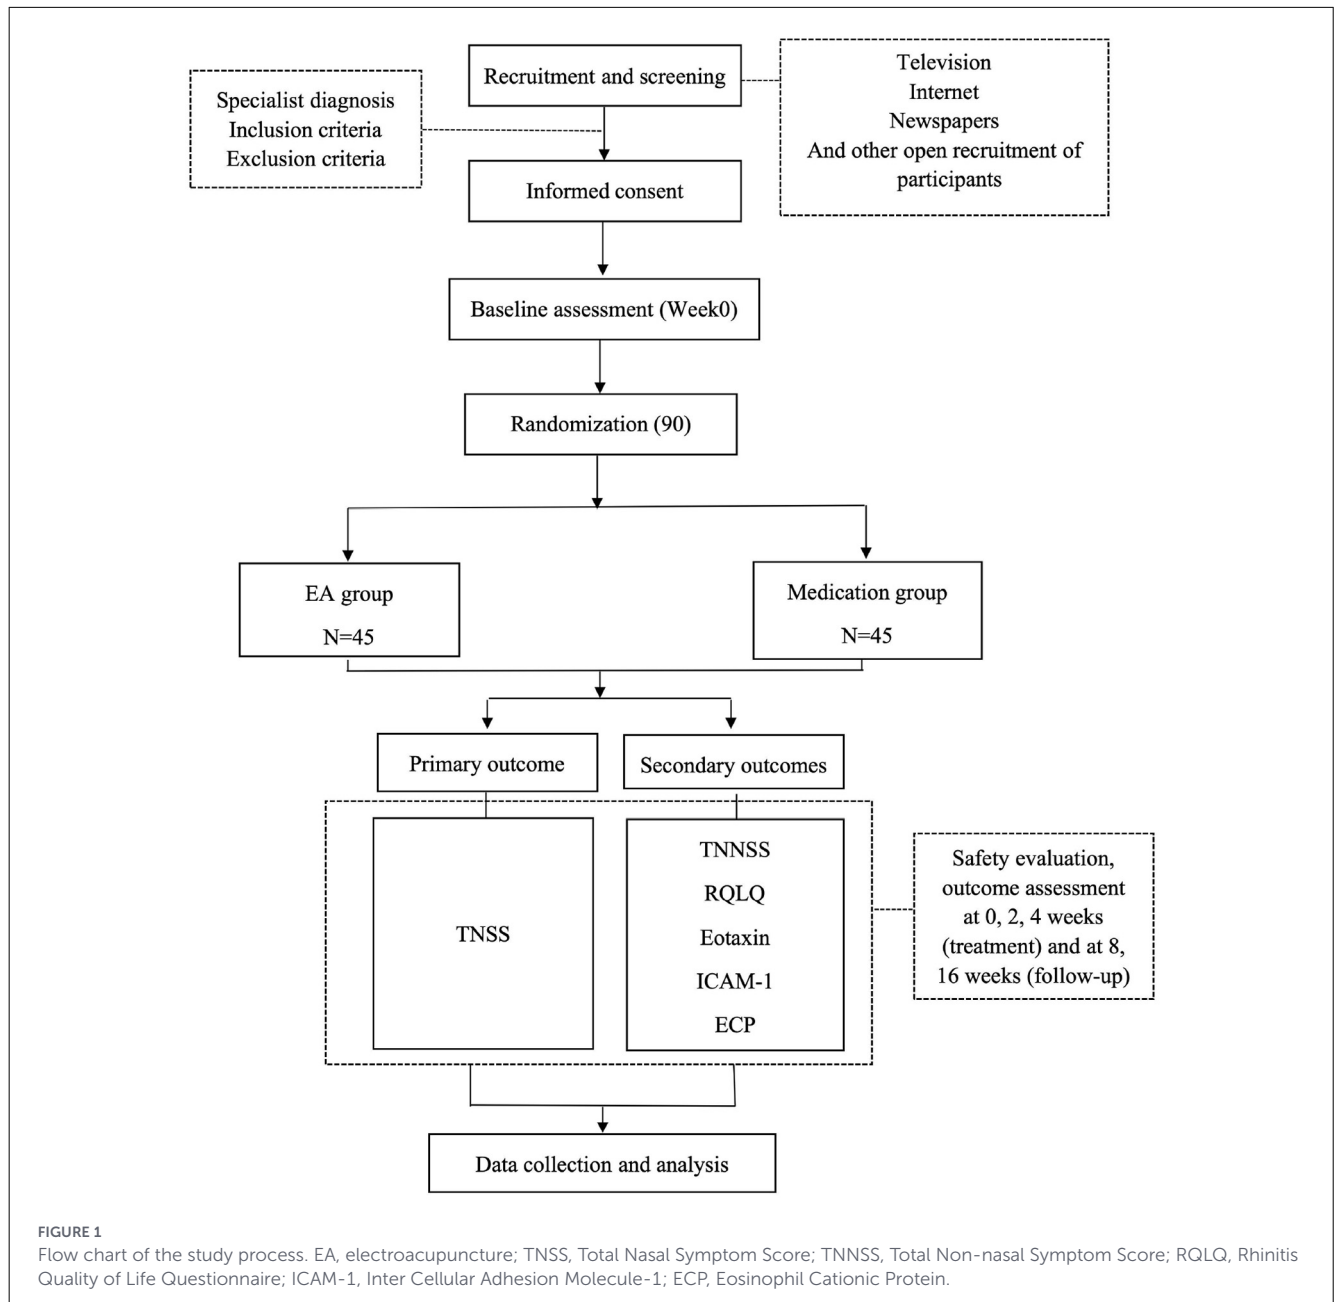 Recruitment and screening
Television
Internet
Newspapers
And other open recruitment of
participants
Specialist diagnosis
Inclusion criteria
Exclusion criteria
Informed consent
Baseline assessment (Week0)
Randomization (90)
EA group
N=45
Medication group
N=45
Primary outcome
Secondary outcomes
TNSS
TNNSS
RQLQ
Eotaxin
ICAM-1
ECP
Safety evaluation,
outcome assessment
at 0, 2, 4 weeks
(treatment) and at 8,
16 weeks (follow-up)
Data collection and analysis
FIGURE 1
Flow chart of the study process. EA, electroacupuncture; TNSS, Total Nasal Symptom Score; TNNSS, Total Non-nasal Symptom Score; RQLQ, Rhinitis
Quality of Life Questionnaire; ICAM-1, Inter Cellular Adhesion Molecule-1; ECP, Eosinophil Cationic Protein.